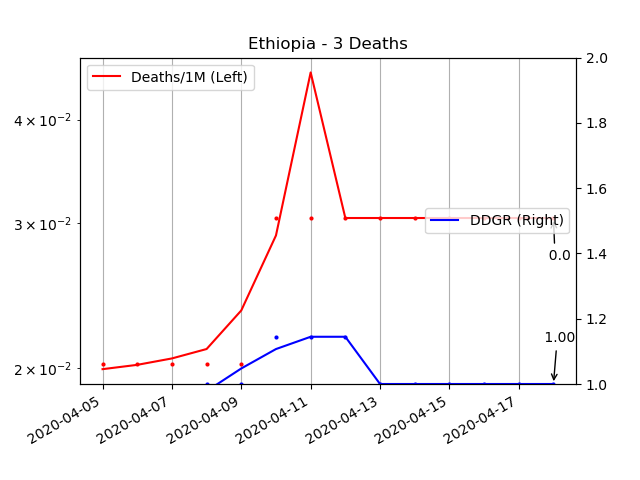 Ethiopia - 3 Deaths
Deaths/1M (Left)
DDGR (Right)
4 × 10⁻²
3 × 10⁻²
2 × 10⁻²
2.0
1.8
1.6
1.4
1.2
1.0
0.0
1.00
2020-04-05
2020-04-07
2020-04-09
2020-04-11
2020-04-13
2020-04-15
2020-04-17